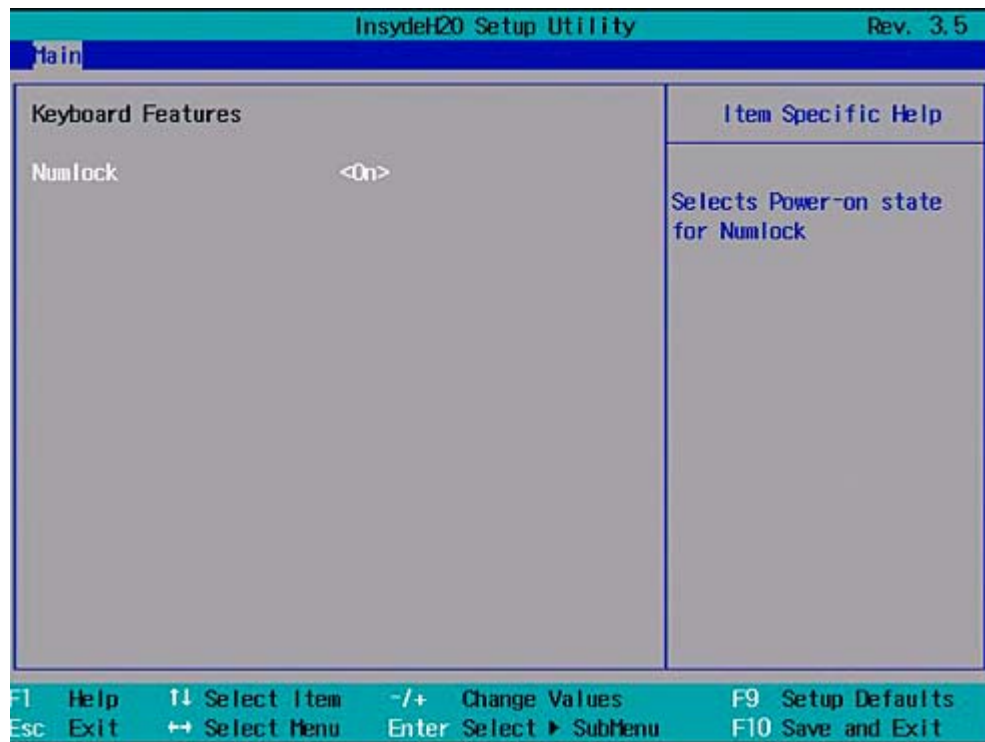 InsydeH20 Setup Utility Rev. 3.5
Main
Keyboard Features
Numlock <On>
Item Specific Help
Selects Power-on state
for Numlock
F1 Help ↑↓ Select Item -/+ Change Values F9 Setup Defaults
Esc Exit ↔ Select Menu Enter Select ▶ SubMenu F10 Save and Exit